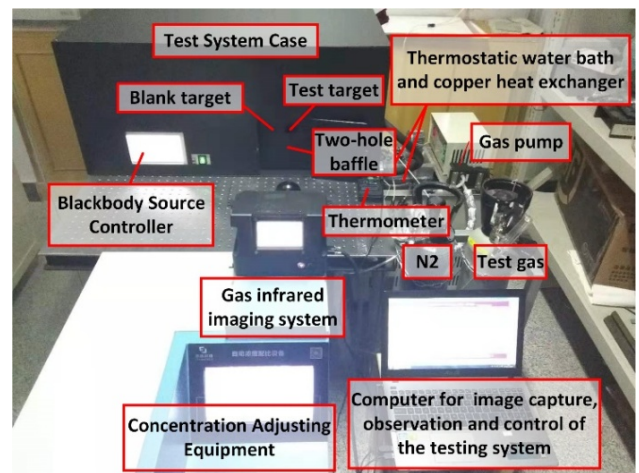 Test System Case
Thermostatic water bath
and copper heat exchanger
Blank target
Test target
Two-hole
baffle
Gas pump
Blackbody Source
Controller
Thermometer
N2
Test gas
Gas infrared
imaging system
Concentration Adjusting
Equipment
Computer for image capture,
observation and control of
the testing system